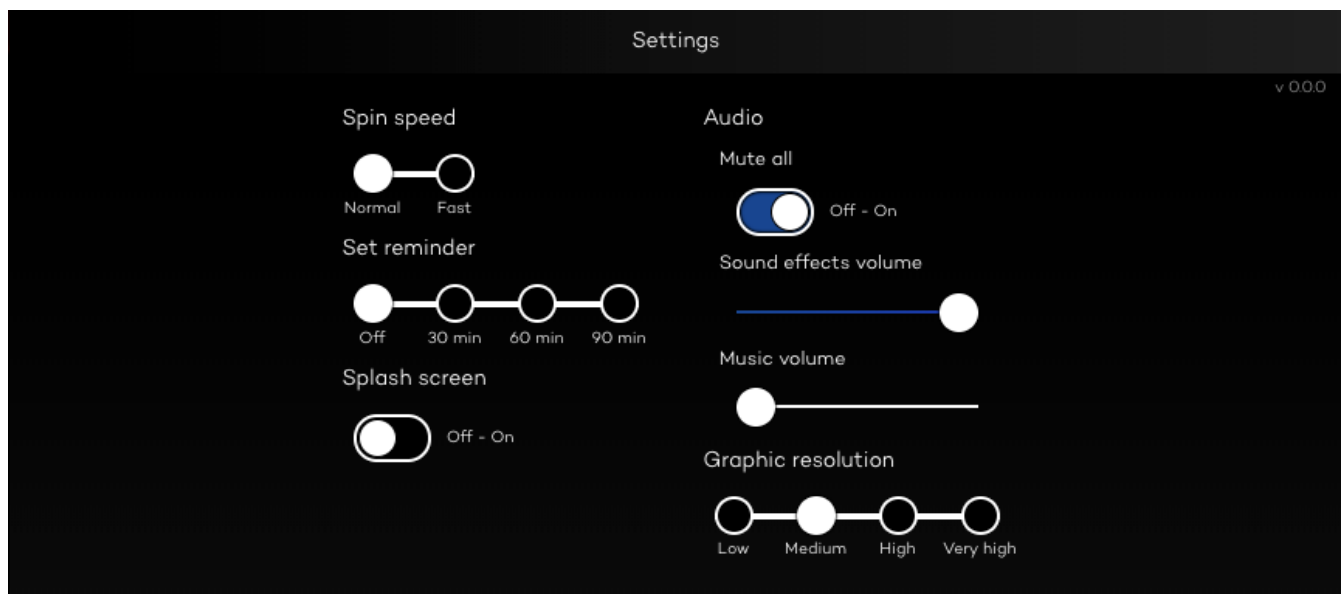 Settings
v 0.0.0
Spin speed
Normal Fast
Set reminder
Off 30 min 60 min 90 min
Splash screen
Off - On
Audio
Mute all
Off - On
Sound effects volume
Music volume
Graphic resolution
Low Medium High Very high